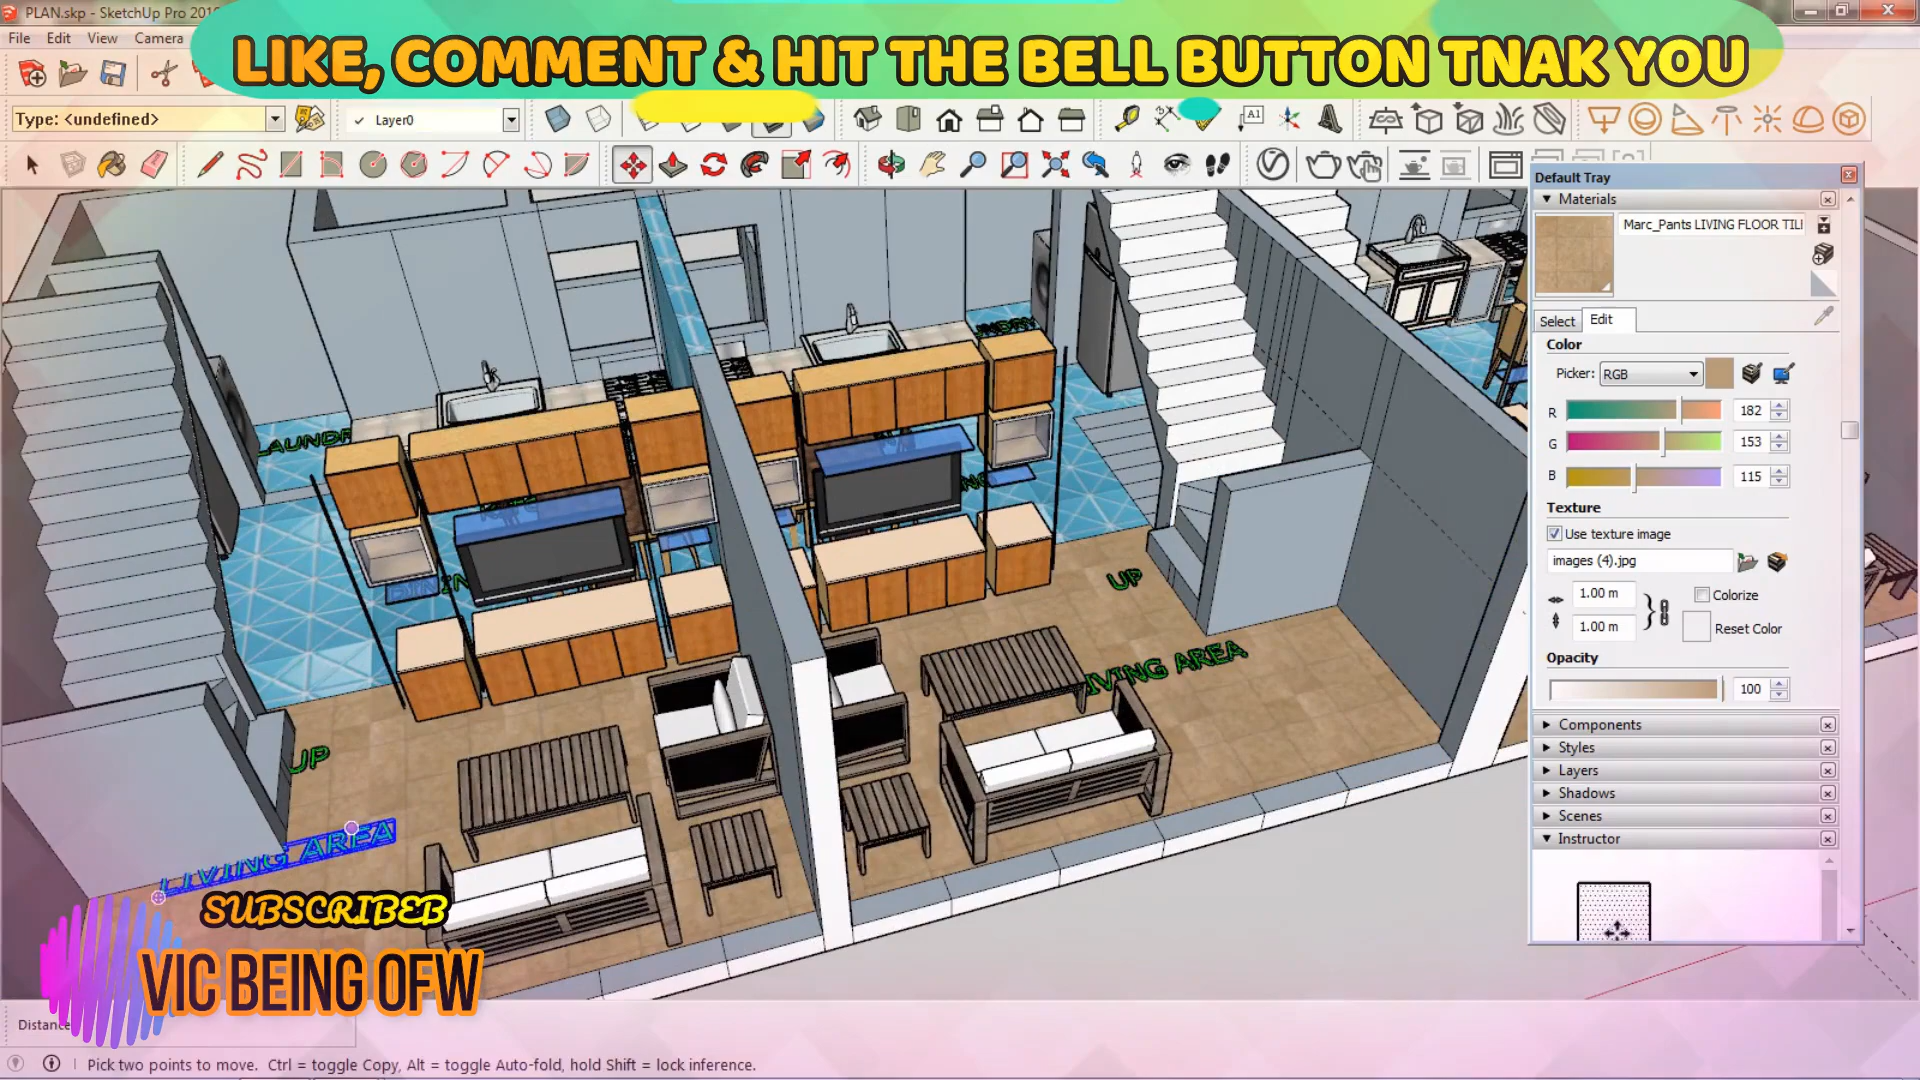 PLAN.skp - SketchUp Pro
LIKE, COMMENT & HIT THE BELL BUTTON TNAK YOU
File Edit View Camera
Type: <undefined>
Layer0
A1
Default Tray
Materials
Marc_Pants LIVING FLOOR TILI
Select Edit
Color
Picker: RGB
R 182
G 153
B 115
Texture
Use texture image
images (4).jpg
1.00 m
Colorize
1.00 m
Reset Color
Opacity
100
Components
Styles
Layers
Shadows
Scenes
Instructor
UP
LIVING AREA
UP
LIVING AREA
SUBSCRIBEB
VIC BEING OFW
Distance
Pick two points to move. Ctrl = toggle Copy, Alt = toggle Auto-fold, hold Shift = lock inference.